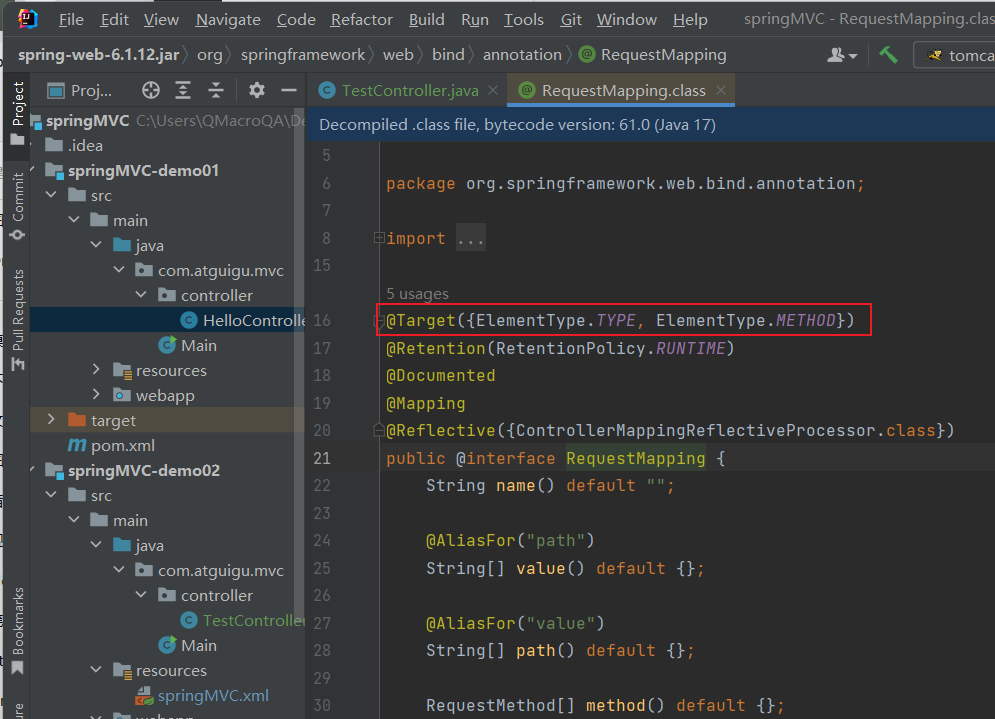 File Edit View Navigate Code Refactor Build Run Tools Git Window Help springMVC - RequestMapping.clas
spring-web-6.1.12.jar org springframework web bind annotation RequestMapping tomca
Proj...
TestController.java
RequestMapping.class
Project
Commit
Pull Requests
Bookmarks
ure
springMVC C:\Users\QMacroQA\De
.idea
springMVC-demo01
src
main
java
com.atguigu.mvc
controller
HelloControlle
Main
resources
webapp
target
pom.xml
springMVC-demo02
src
main
java
com.atguigu.mvc
controller
TestController
Main
resources
springMVC.xml
webapp
Decompiled .class file, bytecode version: 61.0 (Java 17)
5
6 package org.springframework.web.bind.annotation;
7
8 import ...
15
5 usages
16 @Target({ElementType.TYPE, ElementType.METHOD})
17 @Retention(RetentionPolicy.RUNTIME)
18 @Documented
19 @Mapping
20 @Reflective({ControllerMappingReflectiveProcessor.class})
21 public @interface RequestMapping {
22 String name() default "";
23
24 @AliasFor("path")
25 String[] value() default {};
26
27 @AliasFor("value")
28 String[] path() default {};
29
30 RequestMethod[] method() default {};